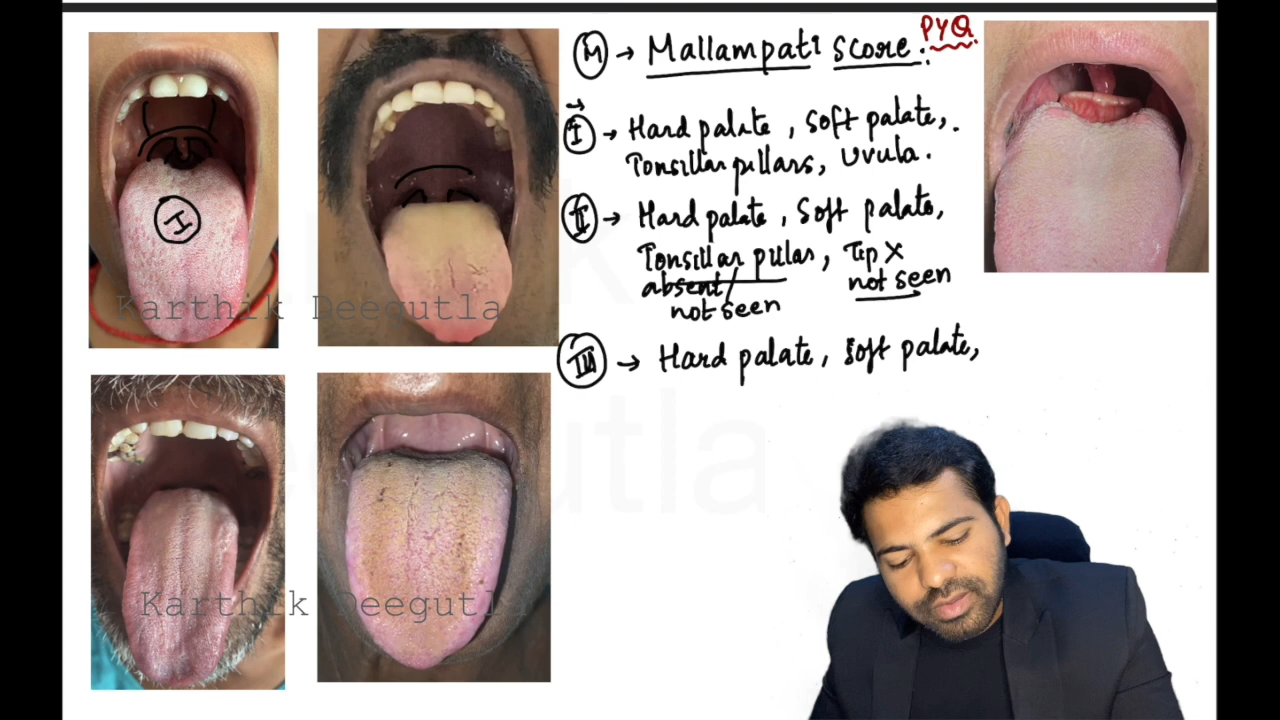 M → Mallampati score. PYQ
I → Hard palate, Soft palate,.
Tonsillar pillars, Uvula.
II → Hard palate, Soft palate,
Tonsillar pillar, Tip X
absent/ not seen
not seen
III → Hard palate, Soft palate,
I
Karthik Deegutla
Karthik Deegutla